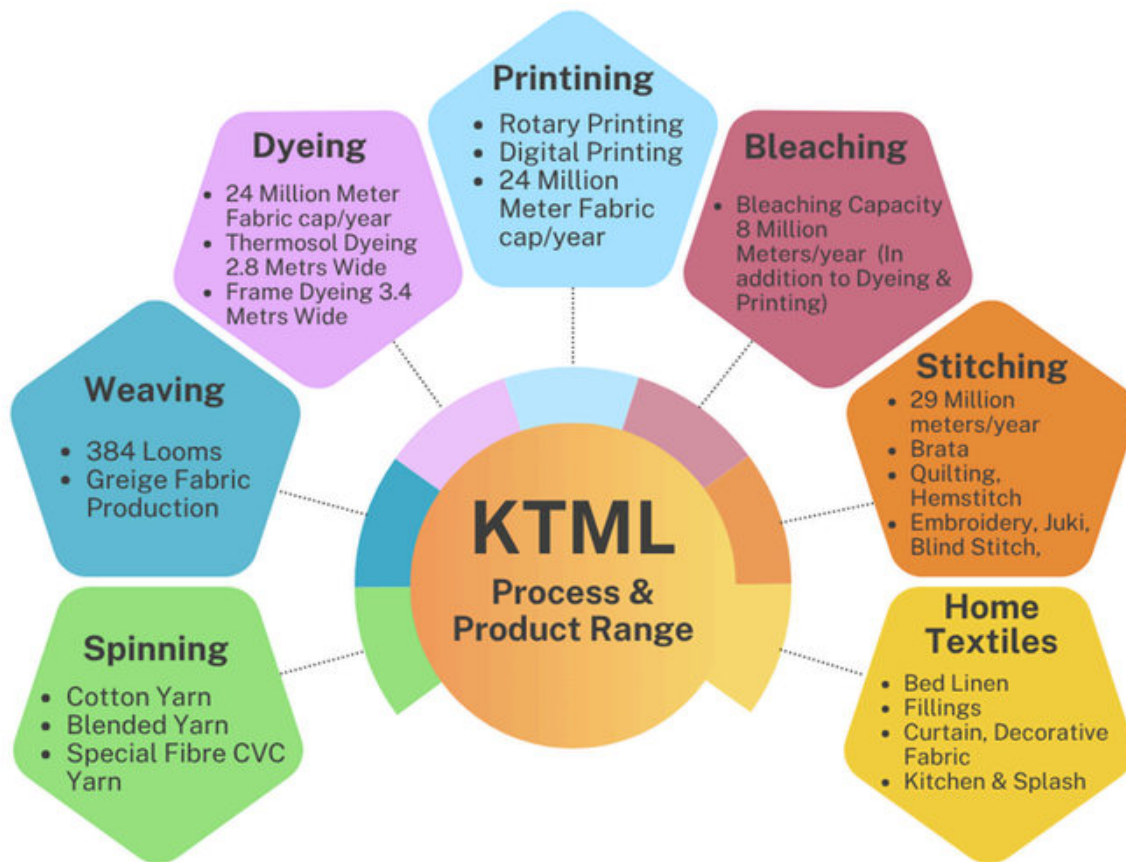 Printining
• Rotary Printing
• Digital Printing
• 24 Million
Meter Fabric
cap/year
Dyeing
• 24 Million Meter
Fabric cap/year
• Thermosol Dyeing
2.8 Metrs Wide
• Frame Dyeing 3.4
Metrs Wide
Bleaching
• Bleaching Capacity
8 Million
Meters/year (In
addition to Dyeing &
Printing)
Weaving
• 384 Looms
• Greige Fabric
Production
Stitching
• 29 Million
meters/year
• Brata
• Quilting,
Hemstitch
• Embroidery, Juki,
Blind Stitch,
KTML
Process &
Product Range
Spinning
• Cotton Yarn
• Blended Yarn
• Special Fibre CVC
Yarn
Home
Textiles
• Bed Linen
• Fillings
• Curtain, Decorative
Fabric
• Kitchen & Splash